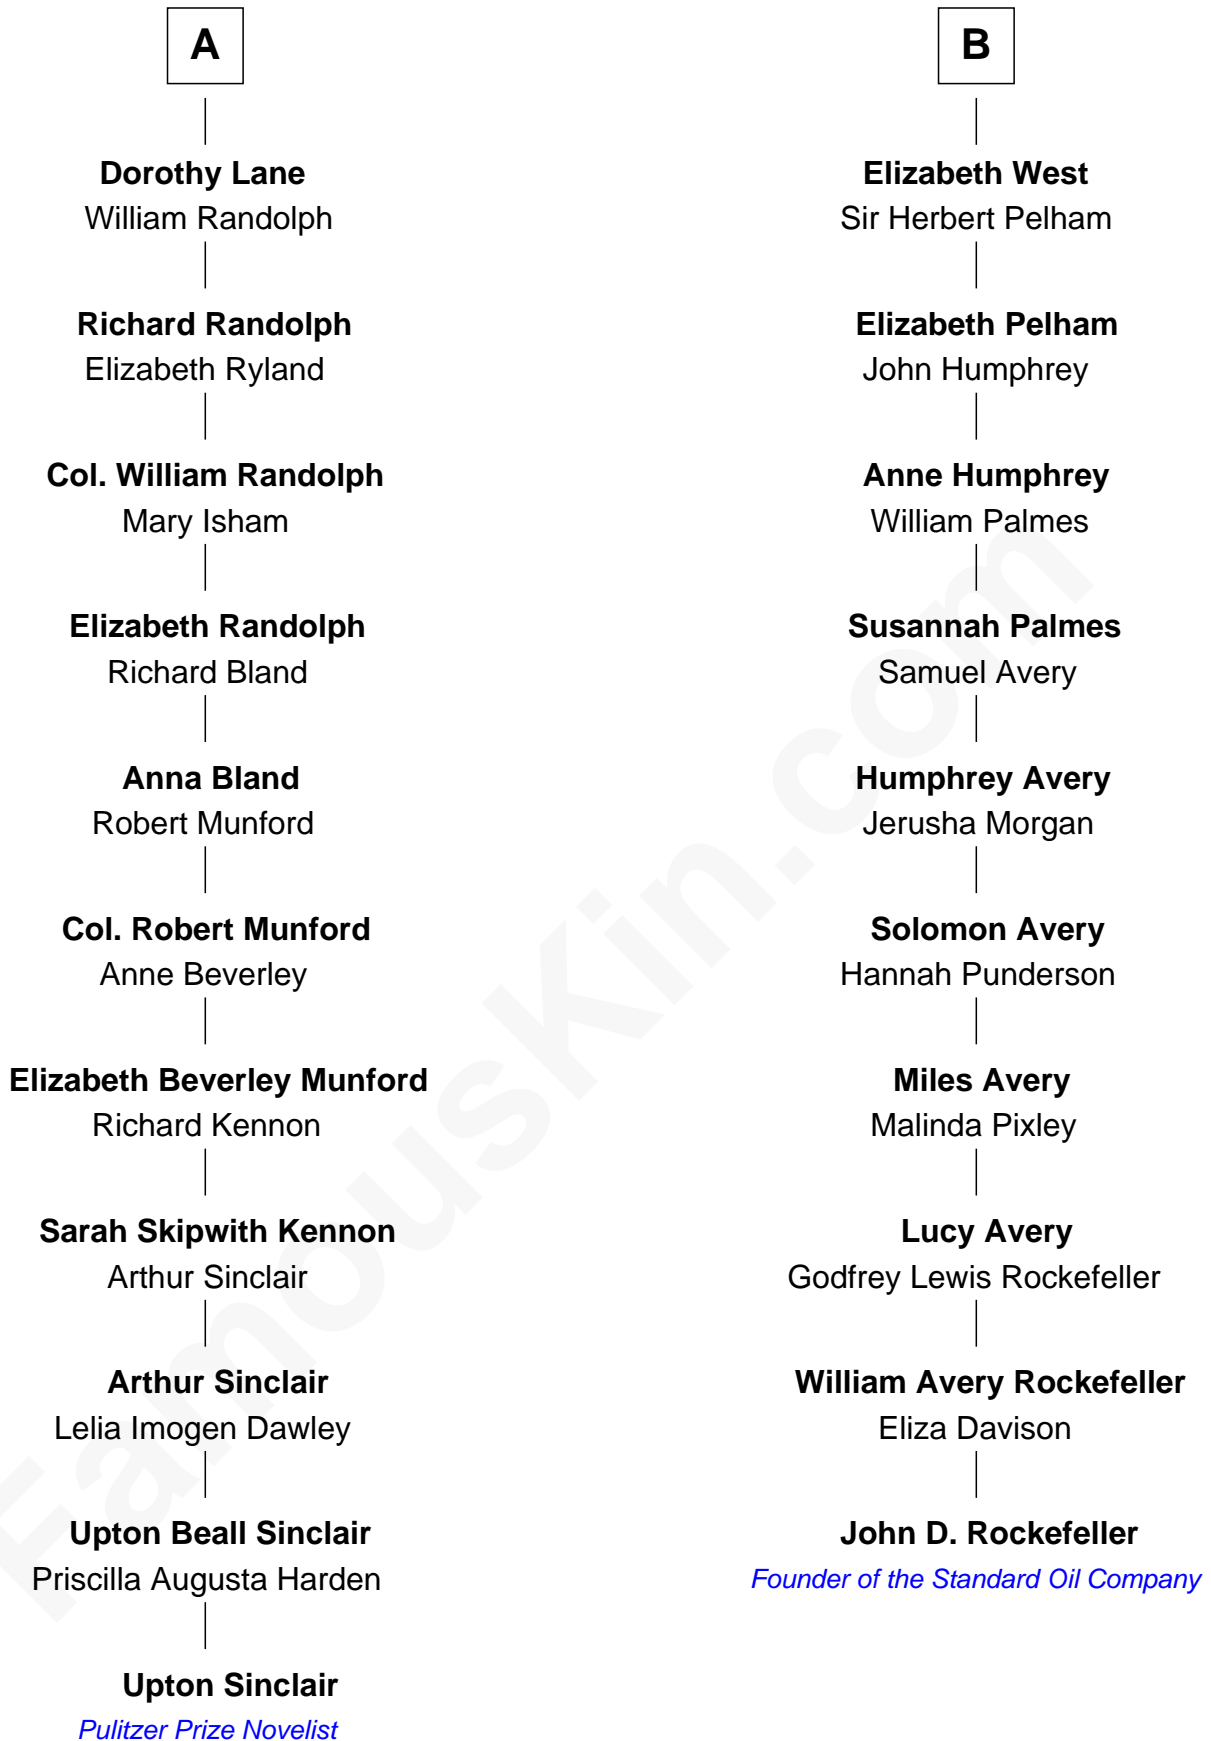 A
Dorothy Lane
William Randolph
Richard Randolph
Elizabeth Ryland
Col. William Randolph
Mary Isham
Elizabeth Randolph
Richard Bland
Anna Bland
Robert Munford
Col. Robert Munford
Anne Beverley
Elizabeth Beverley Munford
Richard Kennon
Sarah Skipwith Kennon
Arthur Sinclair
Arthur Sinclair
Lelia Imogen Dawley
Upton Beall Sinclair
Priscilla Augusta Harden
Upton Sinclair
Pulitzer Prize Novelist
B
Elizabeth West
Sir Herbert Pelham
Elizabeth Pelham
John Humphrey
Anne Humphrey
William Palmes
Susannah Palmes
Samuel Avery
Humphrey Avery
Jerusha Morgan
Solomon Avery
Hannah Punderson
Miles Avery
Malinda Pixley
Lucy Avery
Godfrey Lewis Rockefeller
William Avery Rockefeller
Eliza Davison
John D. Rockefeller
Founder of the Standard Oil Company
FamousKin.com